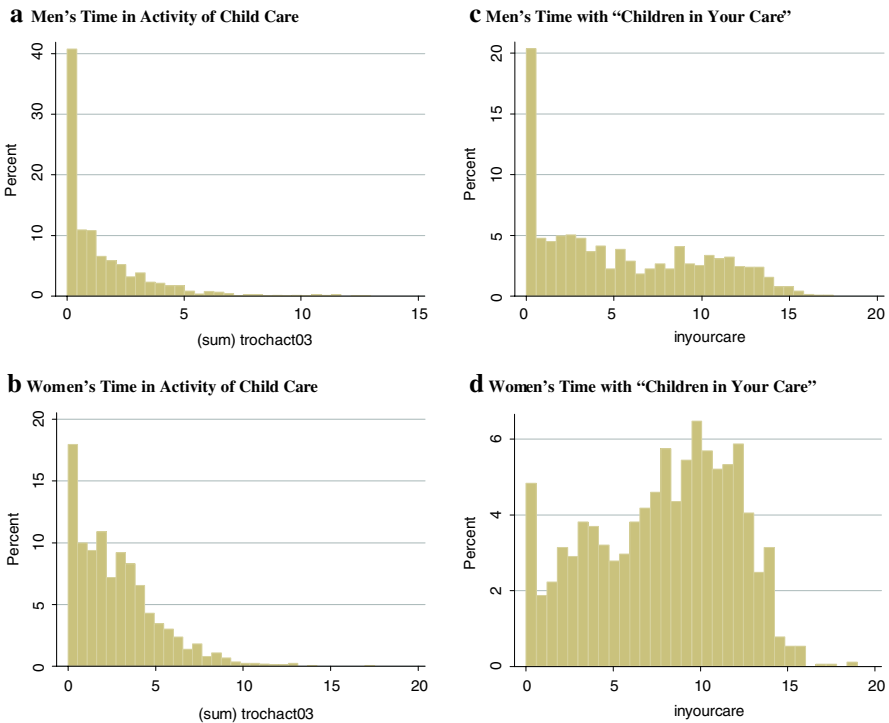 a Men's Time in Activity of Child Care
Percent
40
30
20
10
0
0 5 10 15
(sum) trochact03
c Men's Time with “Children in Your Care”
Percent
20
15
10
5
0
0 5 10 15 20
inyourcare
b Women's Time in Activity of Child Care
Percent
20
15
10
5
0
0 5 10 15 20
(sum) trochact03
d Women's Time with “Children in Your Care”
Percent
6
4
2
0
0 5 10 15 20
inyourcare